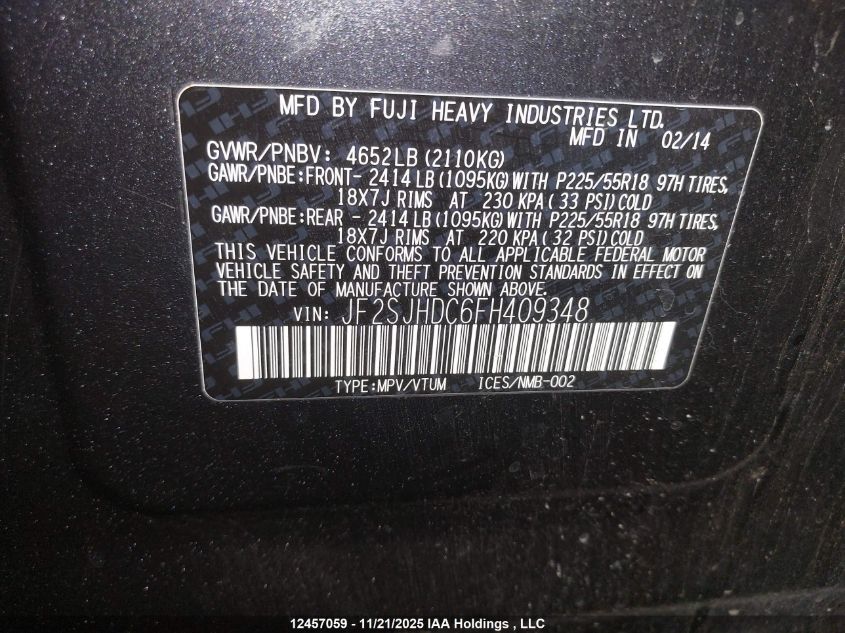 MFD BY FUJI HEAVY INDUSTRIES LTD.
MFD IN 02/14
GVWR/PNBV: 4652LB (2110KG)
GAWR/PNBE:FRONT- 2414 LB (1095KG) WITH P225/55R18 97H TIRES,
18X7J RIMS AT 230 KPA ( 33 PSI) COLD
GAWR/PNBE:REAR - 2414 LB (1095KG) WITH P225/55R18 97H TIRES,
18X7J RIMS AT 220 KPA ( 32 PSI) COLD
THIS VEHICLE CONFORMS TO ALL APPLICABLE FEDERAL MOTOR
VEHICLE SAFETY AND THEFT PREVENTION STANDARDS IN EFFECT ON
THE DATE OF MANUFACTURE SHOWN ABOVE.
VIN: JF2SJHDC6FH409348
TYPE:MPV/VTUM ICES/NMB-002
12457059 - 11/21/2025 IAA Holdings , LLC